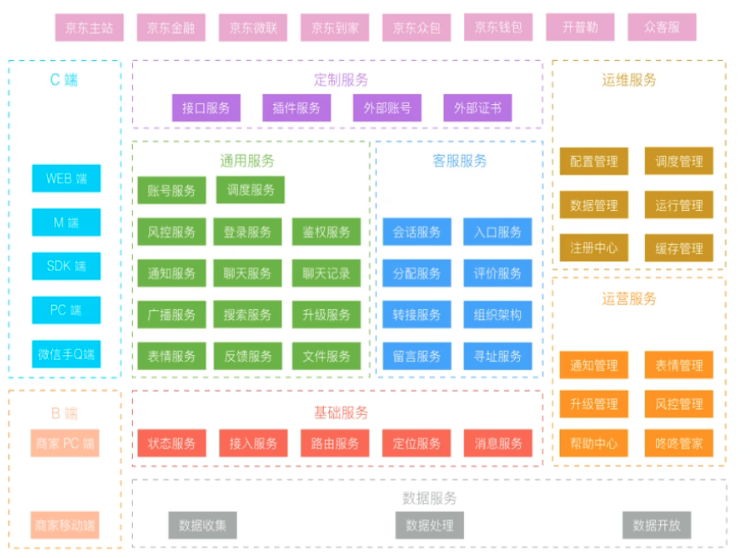 京东主站 京东金融 京东微联 京东到家 京东众包 京东钱包 开普勒 众客服
C 端
WEB 端
M 端
SDK 端
PC 端
微信手Q端
B 端
商家 PC 端
商家移动端
定制服务
接口服务 插件服务 外部账号 外部证书
通用服务
账号服务 调度服务
风控服务 登录服务 鉴权服务
通知服务 聊天服务 聊天记录
广播服务 搜索服务 升级服务
表情服务 反馈服务 文件服务
客服服务
会话服务 入口服务
分配服务 评价服务
转接服务 组织架构
留言服务 寻址服务
基础服务
状态服务 接入服务 路由服务 定位服务 消息服务
运维服务
配置管理 调度管理
数据管理 运行管理
注册中心 缓存管理
运营服务
通知管理 表情管理
升级管理 风控管理
帮助中心 咚咚管家
数据服务
数据收集 数据处理 数据开放